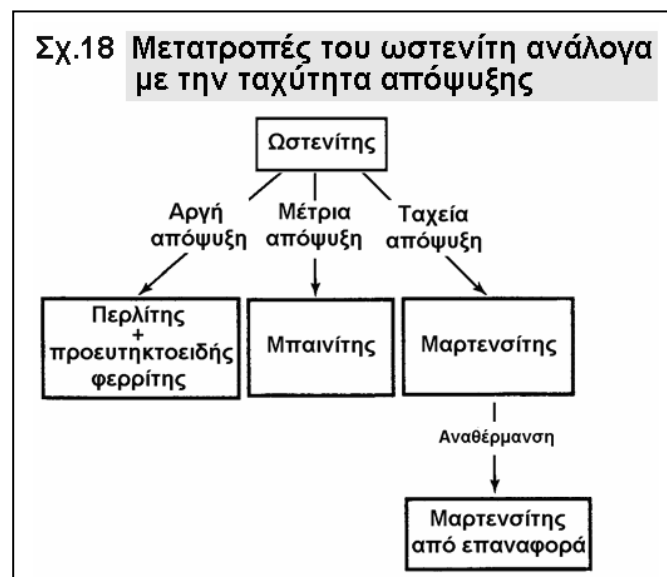 Σχ.18 Μετατροπές του ωστενίτη ανάλογα
με την ταχύτητα απόψυξης
Ωστενίτης
Αργή
απόψυξη
Μέτρια
απόψυξη
Ταχεία
απόψυξη
Περλίτης
+
προευτηκτοειδής
φερρίτης
Μπαινίτης
Μαρτενσίτης
Αναθέρμανση
Μαρτενσίτης
από επαναφορά